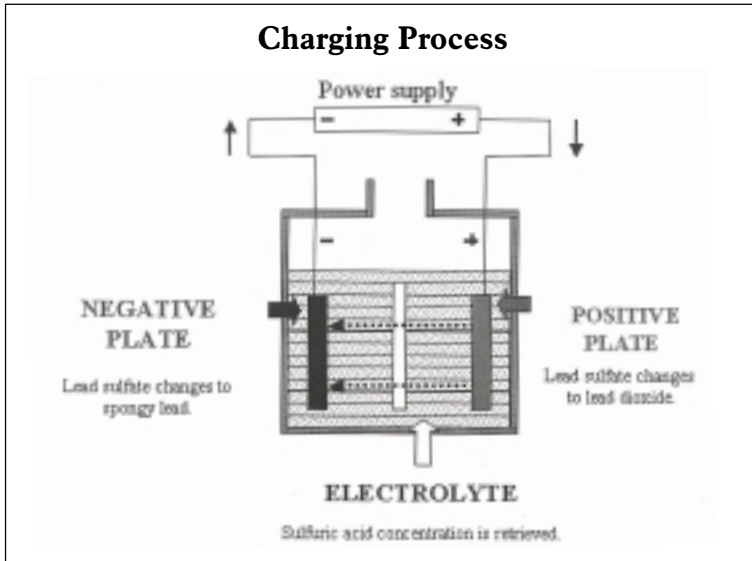 Charging Process
Power supply
− +
− +
NEGATIVE
PLATE
Lead sulfate changes to
spongy lead.
POSITIVE
PLATE
Lead sulfate changes
to lead dioxide.
ELECTROLYTE
Sulfuric acid concentration is retrieved.